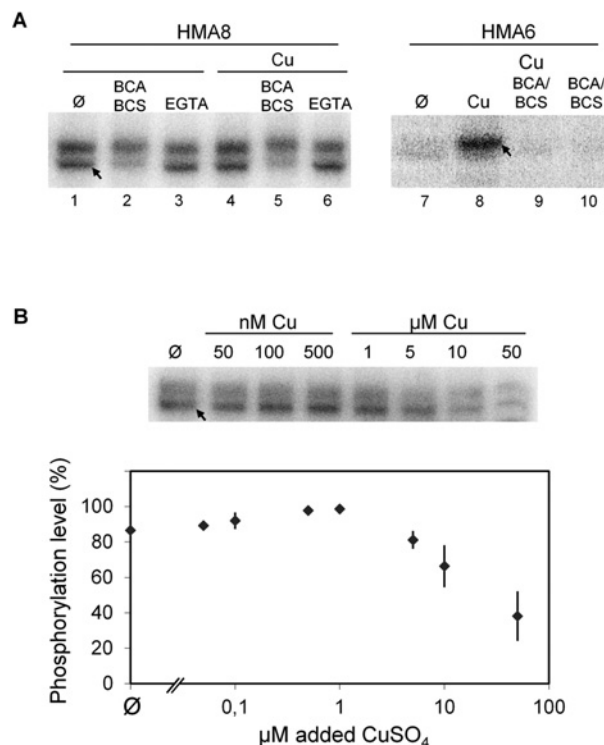 A
HMA8 HMA6
Cu
Ø BCA BCS EGTA BCA BCS EGTA
Ø Cu Cu BCA/ BCS BCA/ BCS
1 2 3 4 5 6 7 8 9 10
B
nM Cu µM Cu
Ø 50 100 500 1 5 10 50
Phosphorylation level (%)
100
80
60
40
20
0
Ø 0,1 1 10 100
µM added CuSO₄